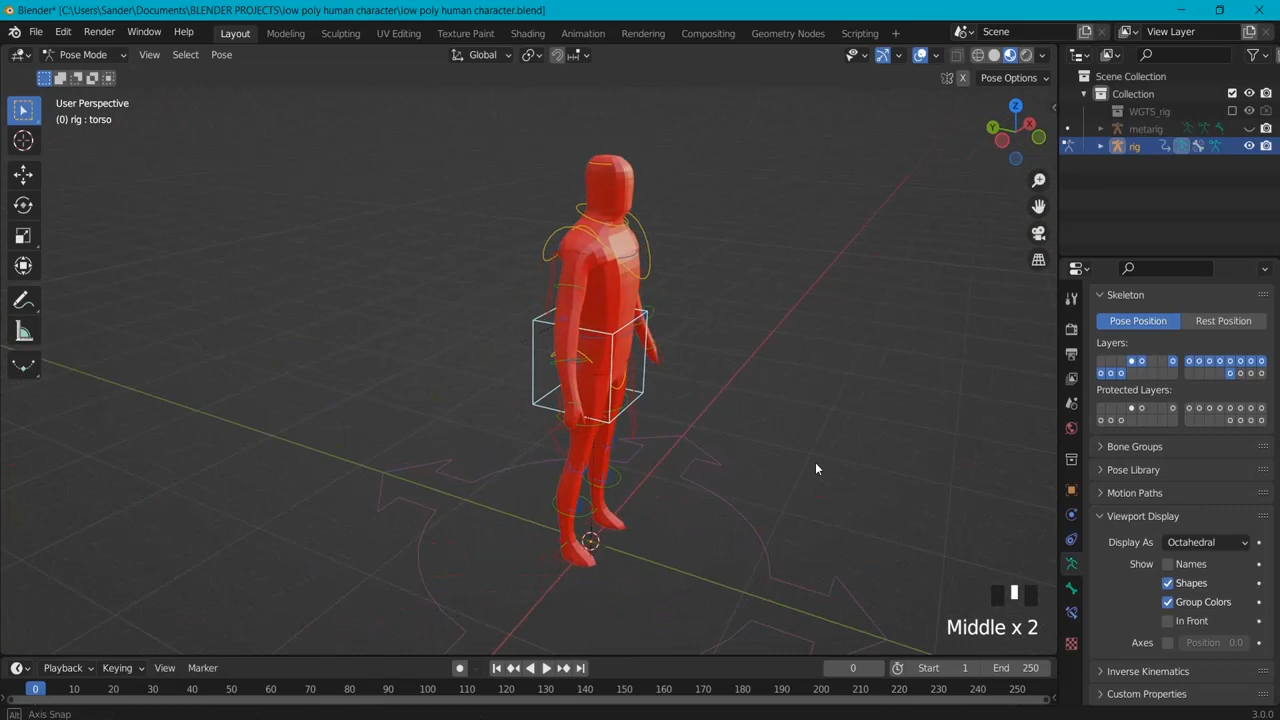 Blender* [C:\Users\Sander\Documents\BLENDER PROJECTS\low poly human character\low poly human character.blend]
File Edit Render Window Help Layout Modeling Sculpting UV Editing Texture Paint Shading Animation Rendering Compositing Geometry Nodes Scripting + Scene View Layer
Pose Mode View Select Pose Global
X Pose Options
User Perspective
(0) rig : torso
Z
X
Y
Scene Collection
Collection
WGTS_rig
metarig
rig
Skeleton
Pose Position Rest Position
Layers:
Protected Layers:
Bone Groups
Pose Library
Motion Paths
Viewport Display
Display As Octahedral
Show Names
Shapes
Group Colors
In Front
Axes Position 0.0
Inverse Kinematics
Custom Properties
Middle x 2
Playback Keying View Marker 0 Start 1 End 250
0 10 20 30 40 50 60 70 80 90 100 110 120 130 140 150 160 170 180 190 200 210 220 230 240 250
Alt Axis Snap 3.0.0